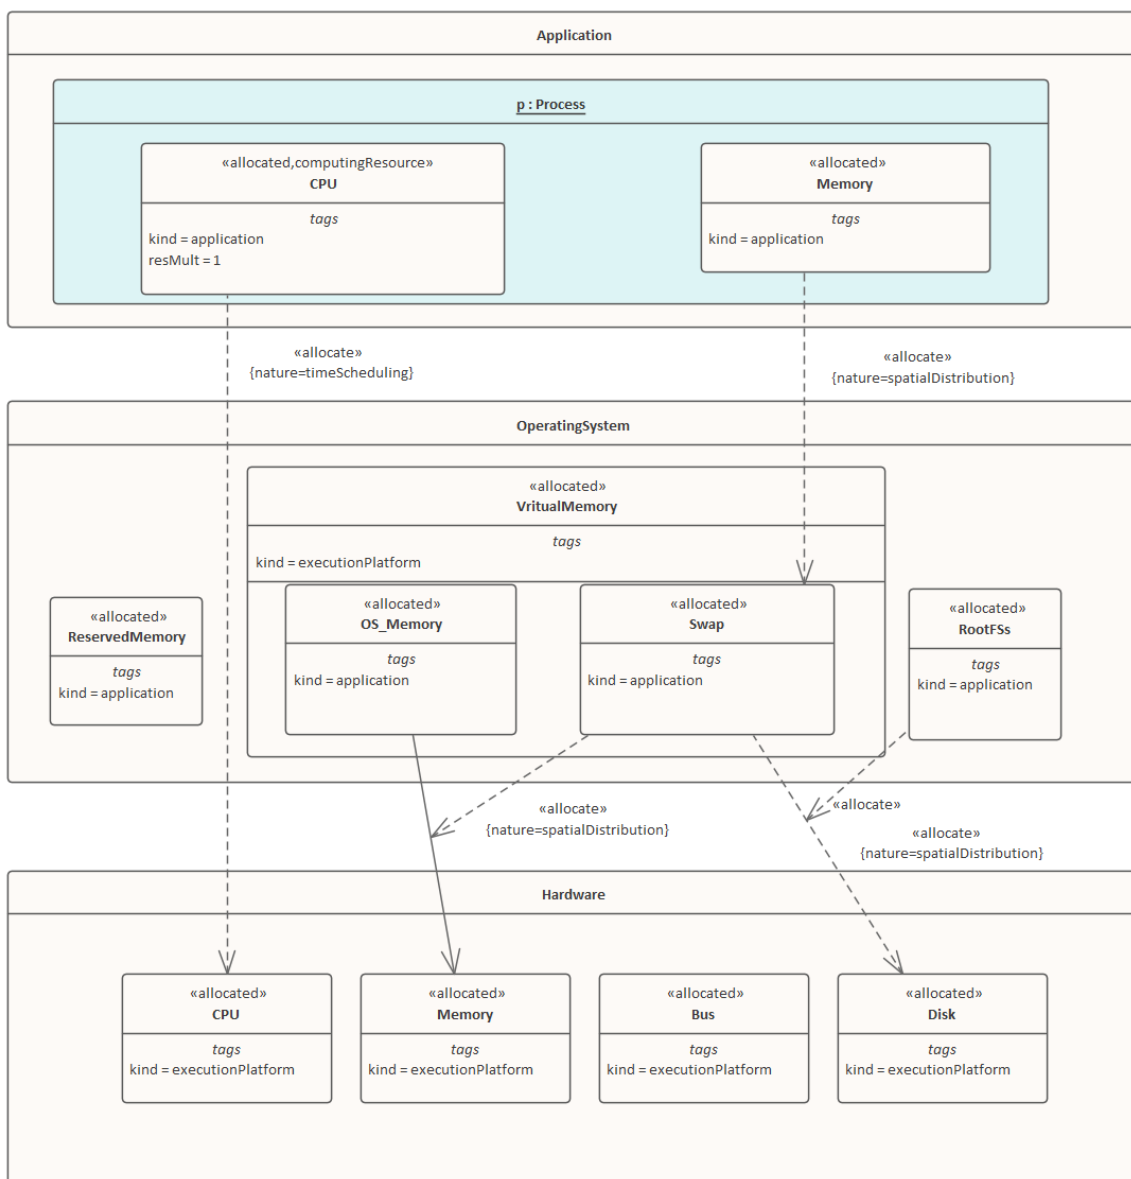 Application
p : Process
«allocated,computingResource»
CPU
tags
kind = application
resMult = 1
«allocated»
Memory
tags
kind = application
«allocate»
{nature=timeScheduling}
«allocate»
{nature=spatialDistribution}
OperatingSystem
«allocated»
VritualMemory
tags
kind = executionPlatform
«allocated»
ReservedMemory
tags
kind = application
«allocated»
OS_Memory
tags
kind = application
«allocated»
Swap
tags
kind = application
«allocated»
RootFSs
tags
kind = application
«allocate»
{nature=spatialDistribution}
«allocate»
«allocate»
{nature=spatialDistribution}
Hardware
«allocated»
CPU
tags
kind = executionPlatform
«allocated»
Memory
tags
kind = executionPlatform
«allocated»
Bus
tags
kind = executionPlatform
«allocated»
Disk
tags
kind = executionPlatform